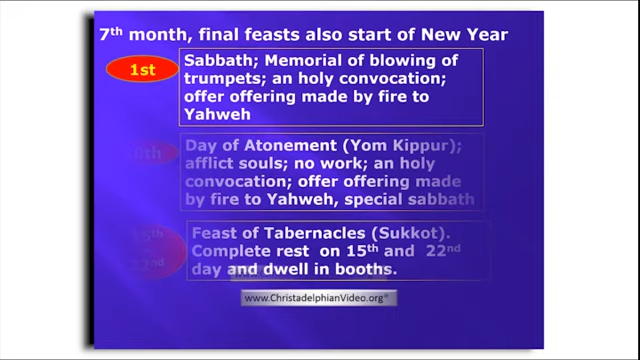 7th month, final feasts also start of New Year
1st
Sabbath; Memorial of blowing of
trumpets; an holy convocation;
offer offering made by fire to
Yahweh
10th
Day of Atonement (Yom Kippur);
afflict souls; no work; an holy
convocation; offer offering made
by fire to Yahweh, special sabbath
15th
22nd
Feast of Tabernacles (Sukkot).
Complete rest on 15th and 22nd
day and dwell in booths.
www.ChristadelphianVideo.org®